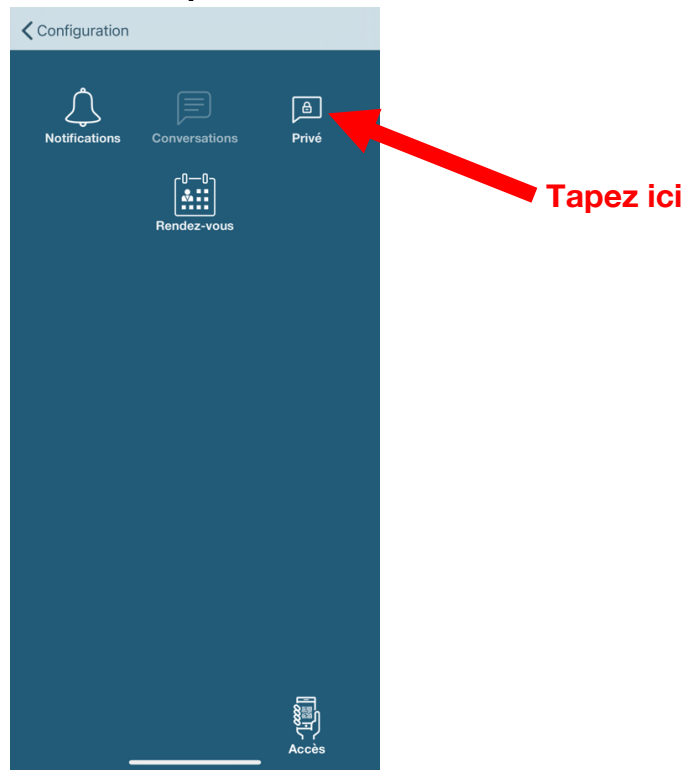 Configuration
Notifications
Conversations
Privé
Tapez ici
Rendez-vous
Accès